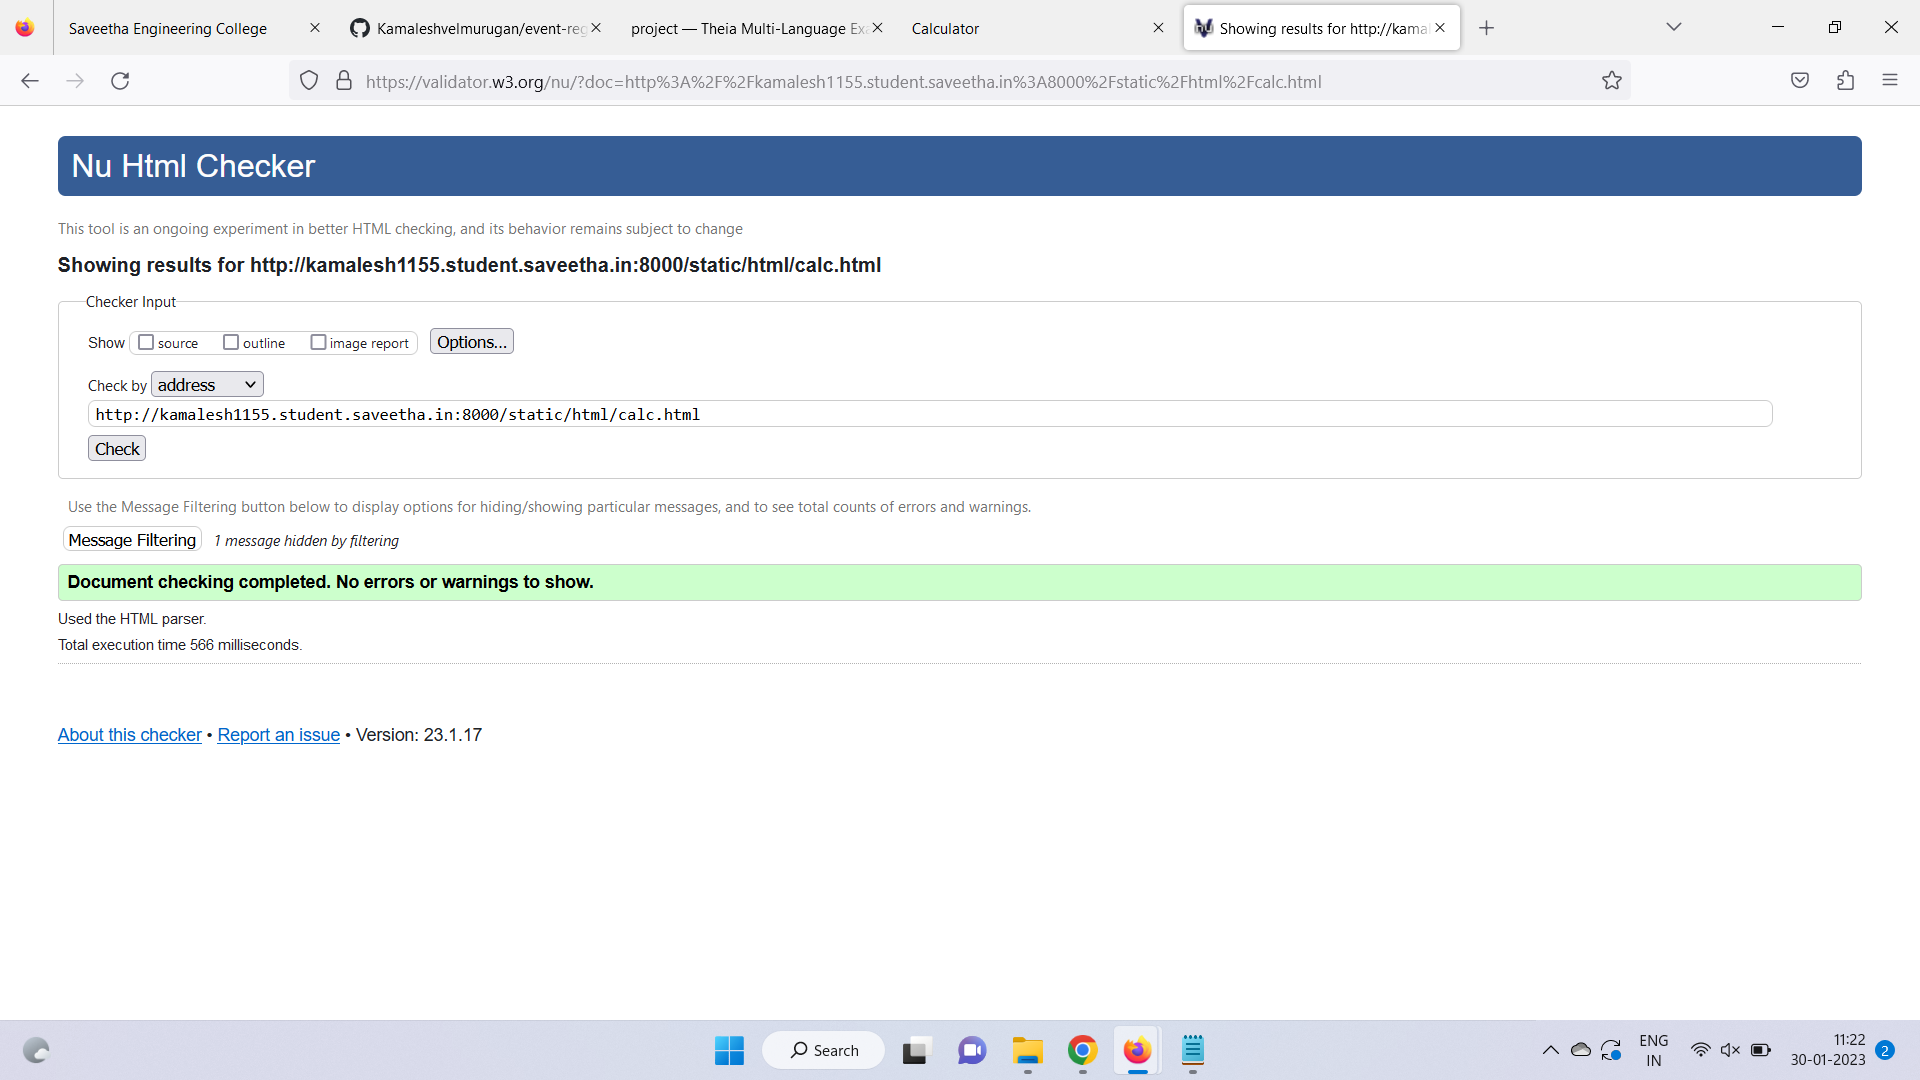 Saveetha Engineering College
Kamaleshvelmurugan/event-reg
project — Theia Multi-Language Exa
Calculator
Showing results for http://kamal
https://validator.w3.org/nu/?doc=http%3A%2F%2Fkamalesh1155.student.saveetha.in%3A8000%2Fstatic%2Fhtml%2Fcalc.html
Nu Html Checker
This tool is an ongoing experiment in better HTML checking, and its behavior remains subject to change
Showing results for http://kamalesh1155.student.saveetha.in:8000/static/html/calc.html
Checker Input
Show source outline image report Options...
Check by address
http://kamalesh1155.student.saveetha.in:8000/static/html/calc.html
Check
Use the Message Filtering button below to display options for hiding/showing particular messages, and to see total counts of errors and warnings.
Message Filtering 1 message hidden by filtering
Document checking completed. No errors or warnings to show.
Used the HTML parser.
Total execution time 566 milliseconds.
About this checker • Report an issue • Version: 23.1.17
Search
ENG
IN
11:22
30-01-2023
2